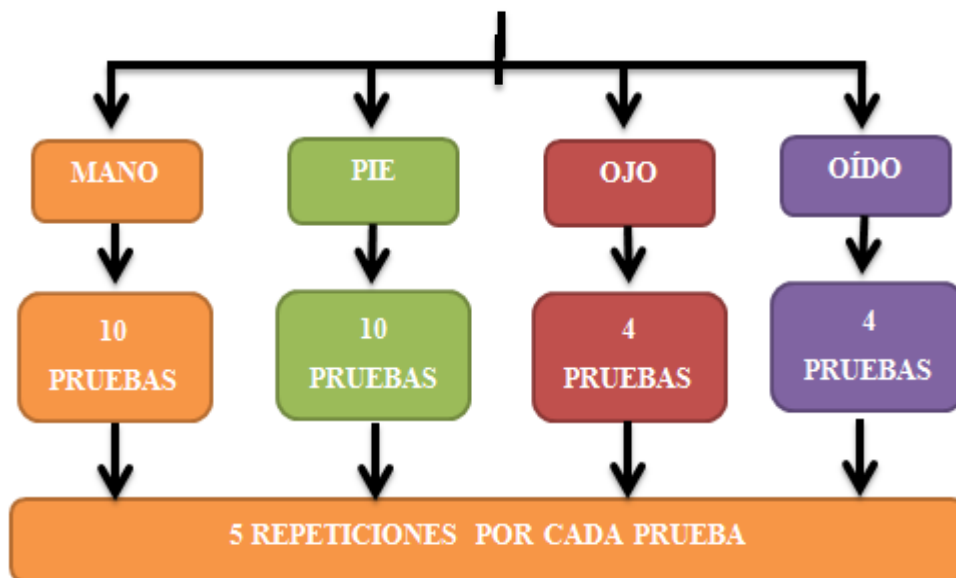 MANO
PIE
OJO
OÍDO
10
PRUEBAS
10
PRUEBAS
4
PRUEBAS
4
PRUEBAS
5 REPETICIONES POR CADA PRUEBA